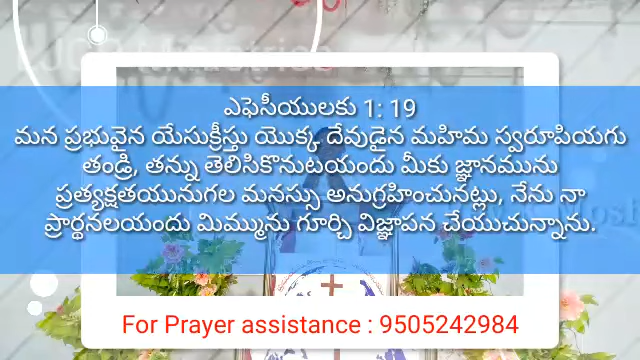 ఎఫెసీయులకు 1: 19
మన ప్రభువైన యేసుక్రీస్తు యొక్క దేవుడైన మహిమ స్వరూపియగు
తండ్రి, తన్ను తెలిసికొనుటయందు మీకు జ్ఞానమును
ప్రత్యక్షతయునుగల మనస్సు అనుగ్రహించునట్లు, నేను నా
ప్రార్థనలయందు మిమ్మును గూర్చి విజ్ఞాపన చేయుచున్నాను.
For Prayer assistance : 9505242984